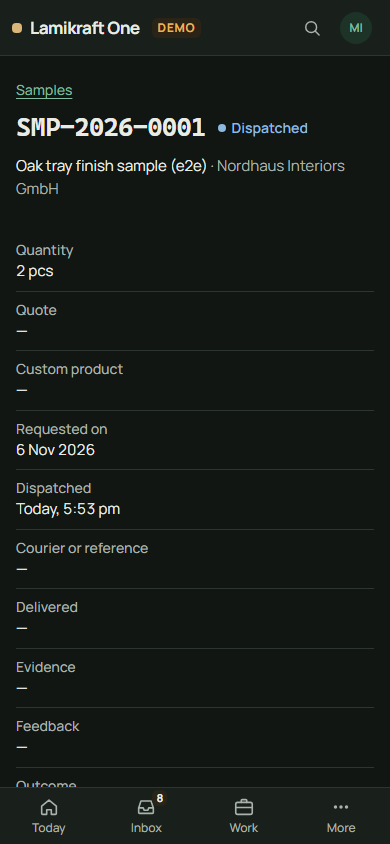 Lamikraft One DEMO MI
Samples
SMP-2026-0001 Dispatched
Oak tray finish sample (e2e) · Nordhaus Interiors
GmbH
Quantity
2 pcs
Quote
—
Custom product
—
Requested on
6 Nov 2026
Dispatched
Today, 5:53 pm
Courier or reference
—
Delivered
—
Evidence
—
Feedback
—
Outcome
8
Today Inbox Work More